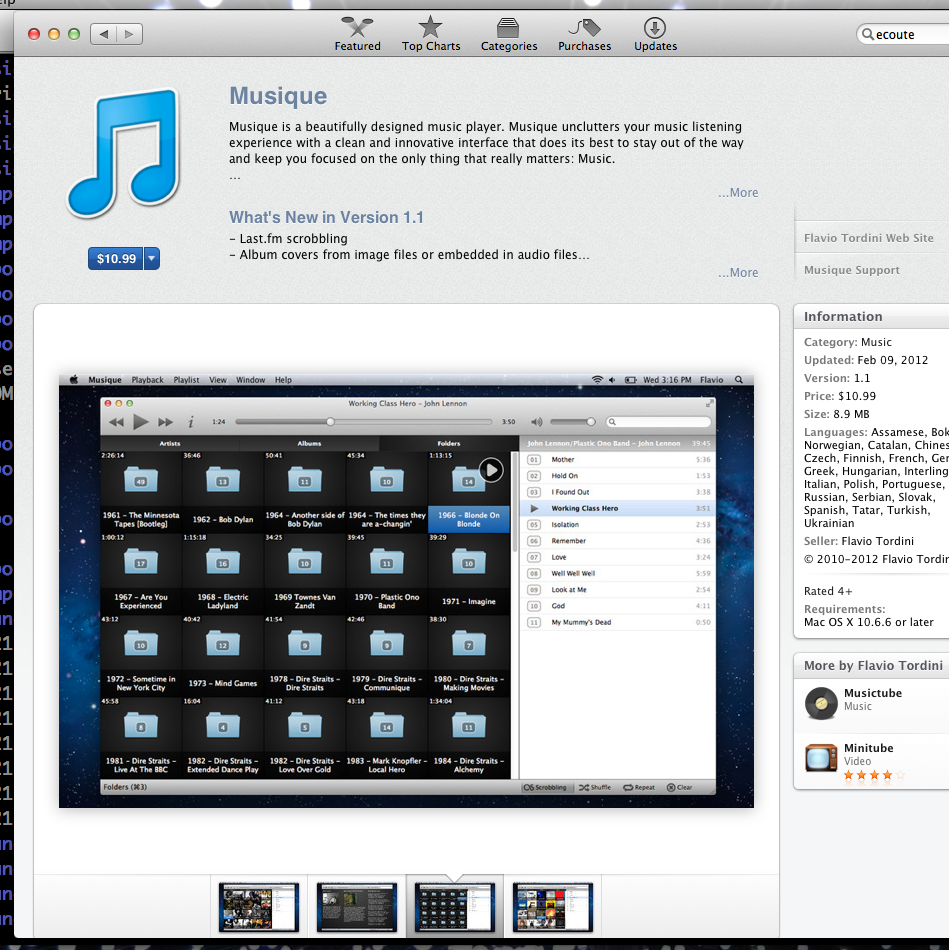 Featured
Top Charts
Categories
Purchases
Updates
ecoute
Musique
Musique is a beautifully designed music player. Musique unclutters your music listening
experience with a clean and innovative interface that does its best to stay out of the way
and keep you focused on the only thing that really matters: Music.
...
...More
What's New in Version 1.1
- Last.fm scrobbling
- Album covers from image files or embedded in audio files...
...More
$10.99
Flavio Tordini Web Site
Musique Support
Musique Playback Playlist View Window Help
Wed 3:16 PM Flavio
Working Class Hero - John Lennon
1:24
3:50
Artists
Albums
Folders
2:26:14
36:46
50:41
45:34
1:13:15
49
13
11
10
14
1961 - The Minnesota
Tapes [Bootleg]
1962 - Bob Dylan
1964 - Another side of
Bob Dylan
1964 - The times they
are a-changin'
1966 - Blonde On
Blonde
1:00:12
1:15:18
34:25
39:45
39:29
17
16
10
11
10
1967 - Are You
Experienced
1968 - Electric
Ladyland
1969 Townes Van
Zandt
1970 - Plastic Ono
Band
1971 - Imagine
43:12
40:42
41:54
42:46
38:30
10
12
9
9
7
1972 - Sometime in
New York City
1973 - Mind Games
1978 - Dire Straits -
Dire Straits
1979 - Dire Straits -
Communique
1980 - Dire Straits -
Making Movies
45:58
16:04
41:12
43:18
1:34:04
8
4
5
14
11
1981 - Dire Straits -
Live At The BBC
1982 - Dire Straits -
Extended Dance Play
1982 - Dire Straits -
Love Over Gold
1983 - Mark Knopfler -
Local Hero
1984 - Dire Straits -
Alchemy
John Lennon/Plastic Ono Band - John Lennon 39:45
01 Mother 5:36
02 Hold On 1:53
03 I Found Out 3:38
Working Class Hero 3:51
05 Isolation 2:53
06 Remember 4:36
07 Love 3:24
08 Well Well Well 5:59
09 Look at Me 2:54
10 God 4:11
11 My Mummy's Dead 0:50
Folders (⌘3)
Scrobbling
Shuffle
Repeat
Clear
Information
Category: Music
Updated: Feb 09, 2012
Version: 1.1
Price: $10.99
Size: 8.9 MB
Languages: Assamese, Bok
Norwegian, Catalan, Chines
Czech, Finnish, French, Ger
Greek, Hungarian, Interling
Italian, Polish, Portuguese,
Russian, Serbian, Slovak,
Spanish, Tatar, Turkish,
Ukrainian
Seller: Flavio Tordini
© 2010-2012 Flavio Tordin
Rated 4+
Requirements:
Mac OS X 10.6.6 or later
More by Flavio Tordini
Musictube
Music
Minitube
Video